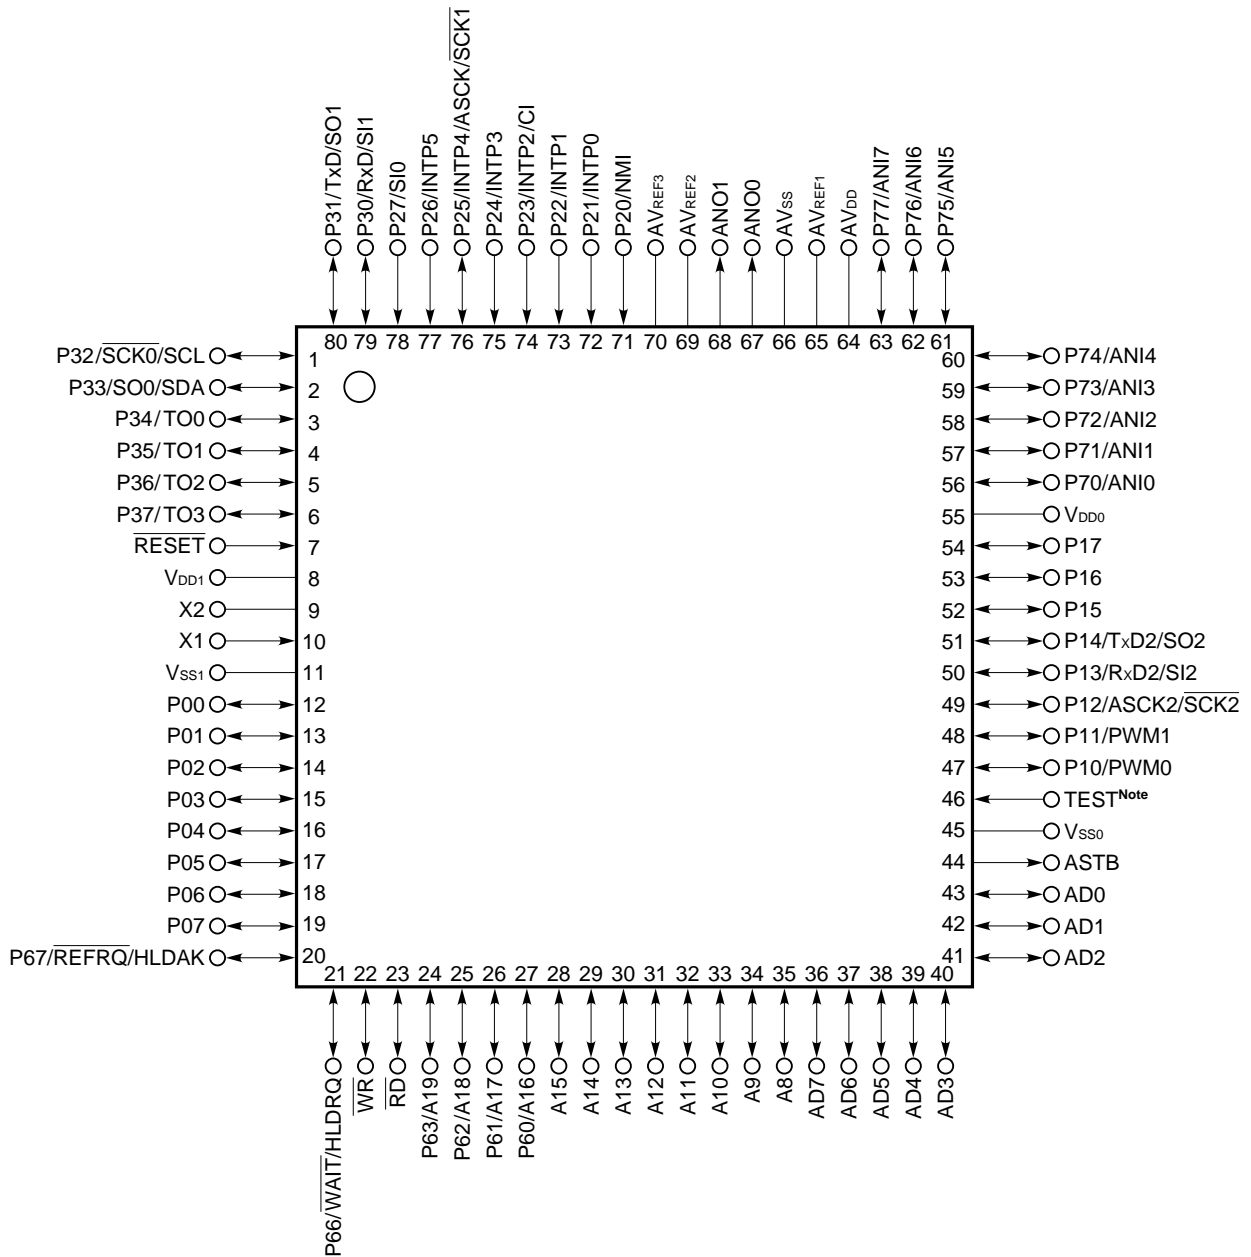 P31/TxD/SO1
P30/RxD/SI1
P27/SI0
P26/INTP5
P25/INTP4/ASCK/S̅C̅K̅1̅
P24/INTP3
P23/INTP2/CI
P22/INTP1
P21/INTP0
P20/NMI
AVREF3
AVREF2
ANO1
ANO0
AVSS
AVREF1
AVDD
P77/ANI7
P76/ANI6
P75/ANI5
80 79 78 77 76 75 74 73 72 71 70 69 68 67 66 65 64 63 62 61
P32/S̅C̅K̅0̅/SCL 1 60 P74/ANI4
P33/SO0/SDA 2 59 P73/ANI3
P34/TO0 3 58 P72/ANI2
P35/TO1 4 57 P71/ANI1
P36/TO2 5 56 P70/ANI0
P37/TO3 6 55 VDD0
R̅E̅S̅E̅T̅ 7 54 P17
VDD1 8 53 P16
X2 9 52 P15
X1 10 51 P14/TxD2/SO2
VSS1 11 50 P13/RxD2/SI2
P00 12 49 P12/ASCK2/S̅C̅K̅2̅
P01 13 48 P11/PWM1
P02 14 47 P10/PWM0
P03 15 46 TEST Note
P04 16 45 VSS0
P05 17 44 ASTB
P06 18 43 AD0
P07 19 42 AD1
P67/R̅E̅F̅R̅Q̅/HLDAK 20 41 AD2
21 22 23 24 25 26 27 28 29 30 31 32 33 34 35 36 37 38 39 40
P66/W̅A̅I̅T̅/HLDRQ
W̅R̅
R̅D̅
P63/A19
P62/A18
P61/A17
P60/A16
A15
A14
A13
A12
A11
A10
A9
A8
AD7
AD6
AD5
AD4
AD3